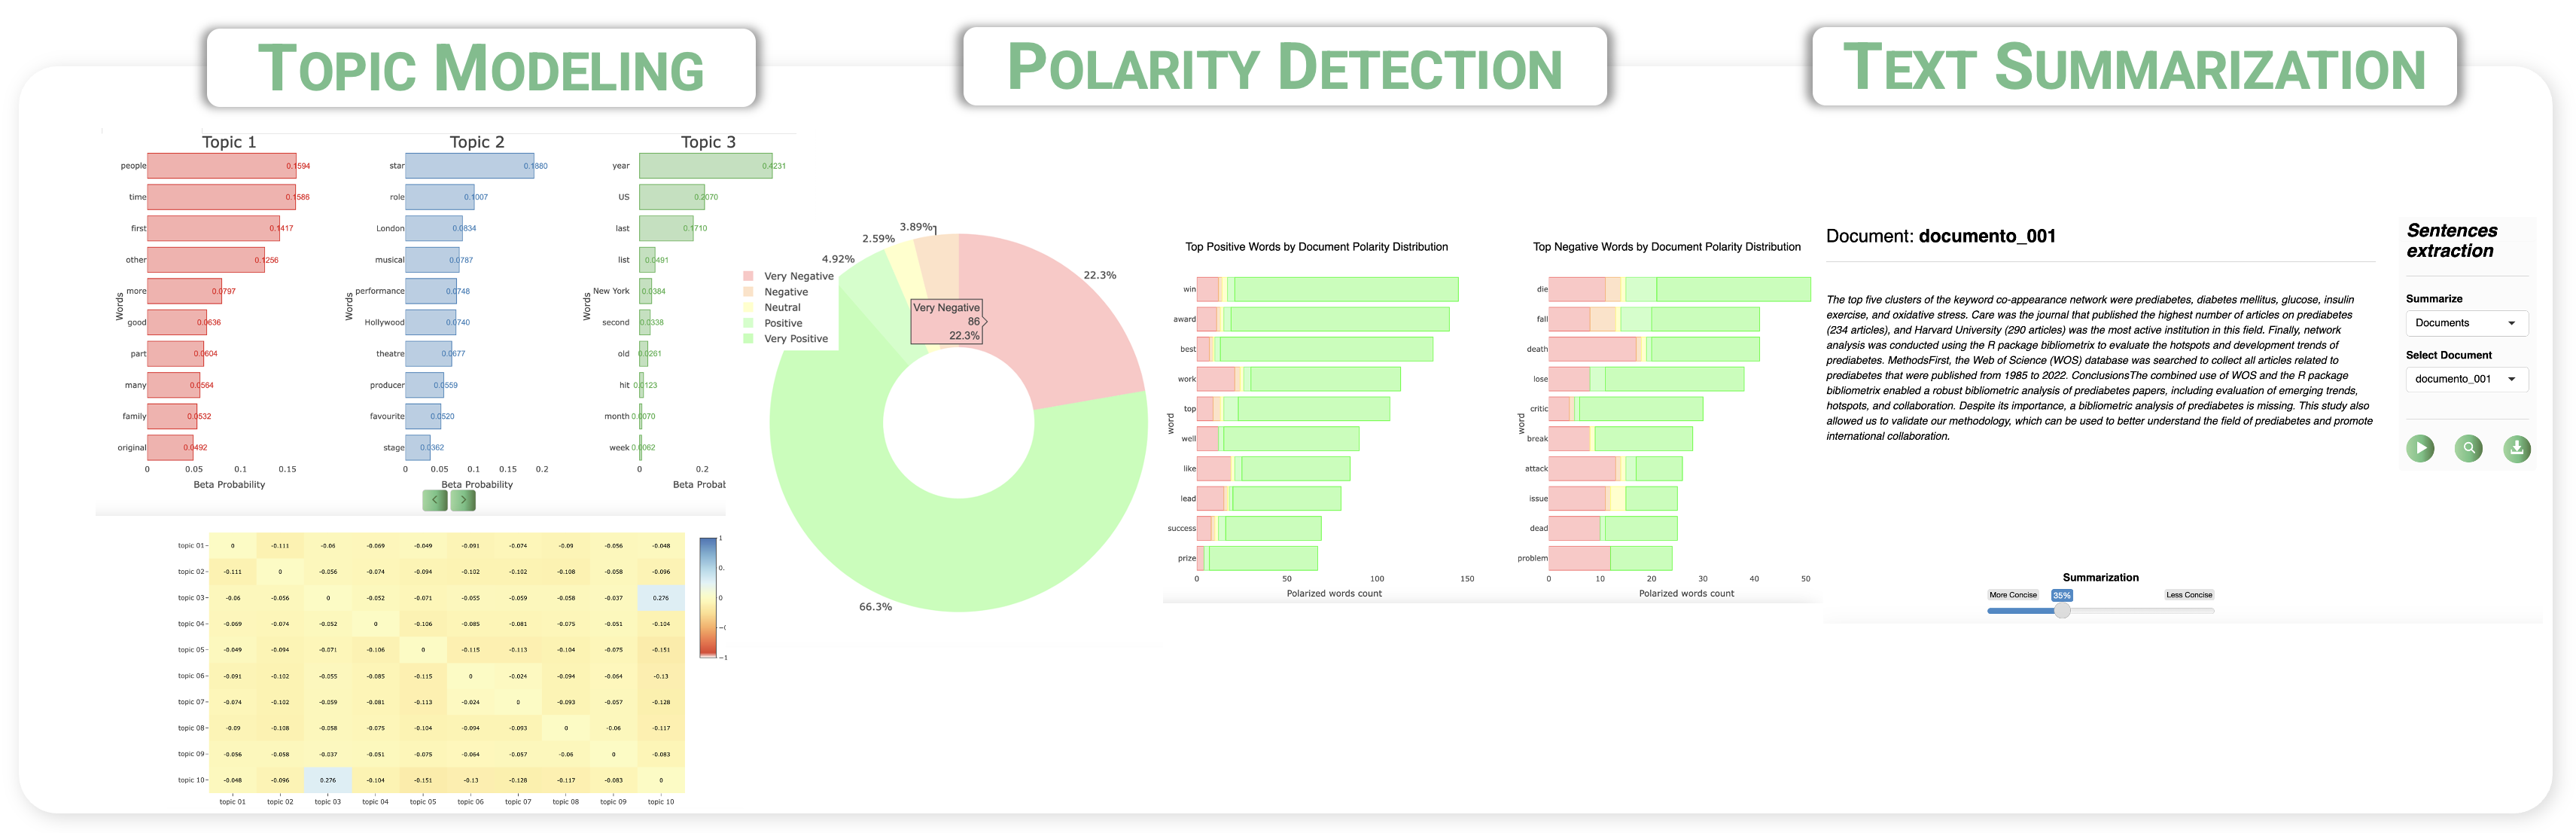 TOPIC MODELING
POLARITY DETECTION
TEXT SUMMARIZATION
Topic 1
people 0.1594
time 0.1586
first 0.1417
other 0.1256
more 0.0797
good 0.0636
part 0.0604
many 0.0564
family 0.0532
original 0.0492
Words
0 0.05 0.1 0.15
Beta Probability
Topic 2
star 0.1880
role 0.1007
London 0.0834
musical 0.0787
performance 0.0748
Hollywood 0.0740
theatre 0.0677
producer 0.0559
favourite 0.0520
stage 0.0362
Words
0 0.05 0.1 0.15 0.2
Beta Probability
Topic 3
year 0.4231
US 0.2070
last 0.1710
list 0.0491
New York 0.0384
second 0.0338
old 0.0261
hit 0.0123
month 0.0070
week 0.0062
Words
0 0.2
Beta Probat
< >
topic 01 0 -0.111 -0.06 -0.069 -0.049 -0.091 -0.074 -0.09 -0.056 -0.048
topic 02 -0.111 0 -0.056 -0.074 -0.094 -0.102 -0.102 -0.108 -0.058 -0.096
topic 03 -0.06 -0.056 0 -0.052 -0.071 -0.055 -0.059 -0.058 -0.037 0.276
topic 04 -0.069 -0.074 -0.052 0 -0.106 -0.085 -0.081 -0.075 -0.051 -0.104
topic 05 -0.049 -0.094 -0.071 -0.106 0 -0.115 -0.113 -0.104 -0.075 -0.151
topic 06 -0.091 -0.102 -0.055 -0.085 -0.115 0 -0.024 -0.094 -0.064 -0.13
topic 07 -0.074 -0.102 -0.059 -0.081 -0.113 -0.024 0 -0.093 -0.057 -0.128
topic 08 -0.09 -0.108 -0.058 -0.075 -0.104 -0.094 -0.093 0 -0.06 -0.117
topic 09 -0.056 -0.058 -0.037 -0.051 -0.075 -0.064 -0.057 -0.06 0 -0.083
topic 10 -0.048 -0.096 0.276 -0.104 -0.151 -0.13 -0.128 -0.117 -0.083 0
topic 01 topic 02 topic 03 topic 04 topic 05 topic 06 topic 07 topic 08 topic 09 topic 10
1
0.
0
−1
Very Negative
Negative
Neutral
Positive
Very Positive
3.89%
2.59%
4.92%
22.3%
66.3%
Very Negative
86
22.3%
Top Positive Words by Document Polarity Distribution
win
award
best
work
top
well
like
lead
success
prize
word
0 50 100 150
Polarized words count
Top Negative Words by Document Polarity Distribution
die
fall
death
lose
critic
break
attack
issue
dead
problem
word
0 10 20 30 40 50
Polarized words count
Document: documento_001
The top five clusters of the keyword co-appearance network were prediabetes, diabetes mellitus, glucose, insulin
exercise, and oxidative stress. Care was the journal that published the highest number of articles on prediabetes
(234 articles), and Harvard University (290 articles) was the most active institution in this field. Finally, network
analysis was conducted using the R package bibliometrix to evaluate the hotspots and development trends of
prediabetes. MethodsFirst, the Web of Science (WOS) database was searched to collect all articles related to
prediabetes that were published from 1985 to 2022. ConclusionsThe combined use of WOS and the R package
bibliometrix enabled a robust bibliometric analysis of prediabetes papers, including evaluation of emerging trends,
hotspots, and collaboration. Despite its importance, a bibliometric analysis of prediabetes is missing. This study also
allowed us to validate our methodology, which can be used to better understand the field of prediabetes and promote
international collaboration.
Summarization
More Concise 35% Less Concise
Sentences
extraction
Summarize
Documents
Select Document
documento_001